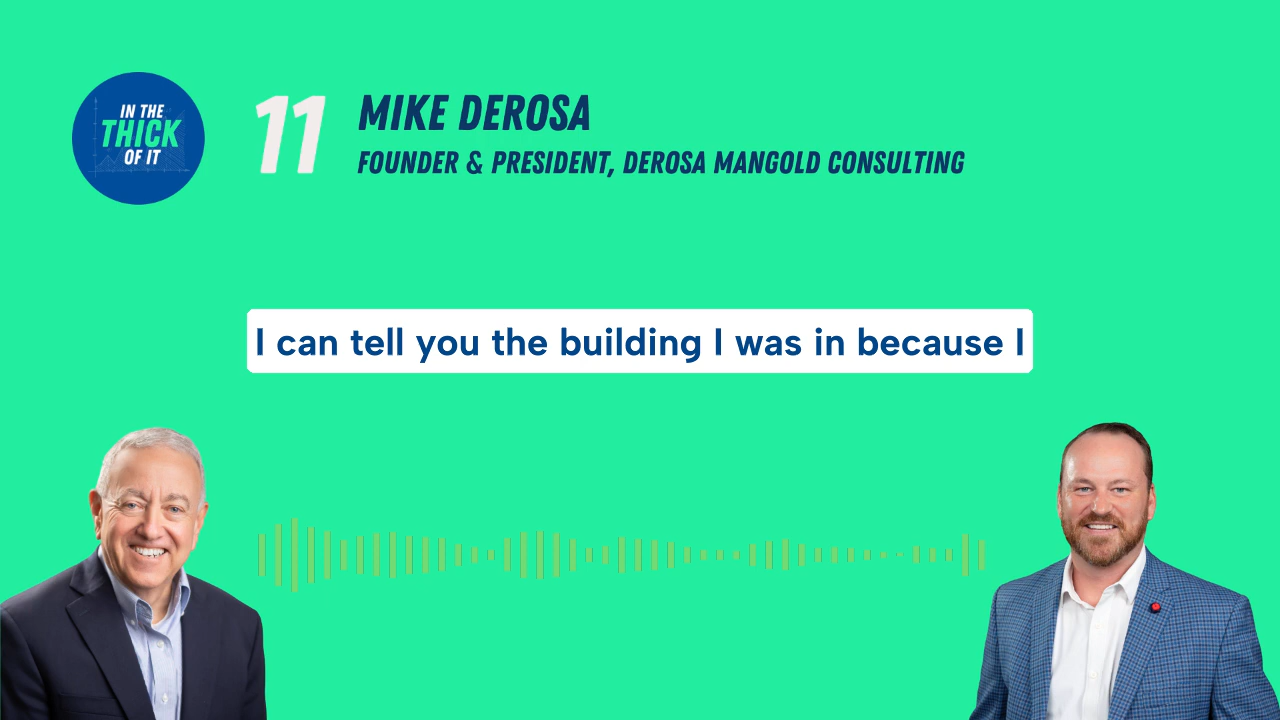 IN THE
THICK
OF IT
11
MIKE DEROSA
FOUNDER & PRESIDENT, DEROSA MANGOLD CONSULTING
I can tell you the building I was in because I